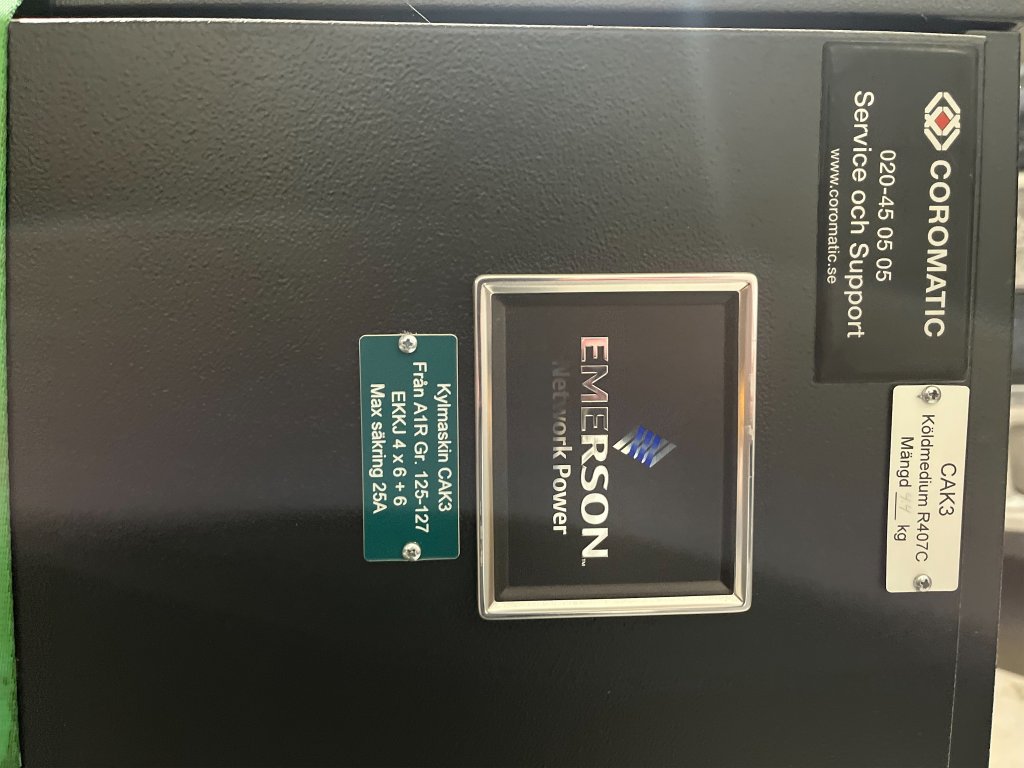 COROMATIC
020-45 05 05
Service och Support
www.coromatic.se
CAK3
Köldmedium R407C
Mängd kg
EMERSON™
Network Power
Kylmaskin CAK3
Från A1R Gr. 125-127
EKKJ 4 x 6 + 6
Max säkring 25A